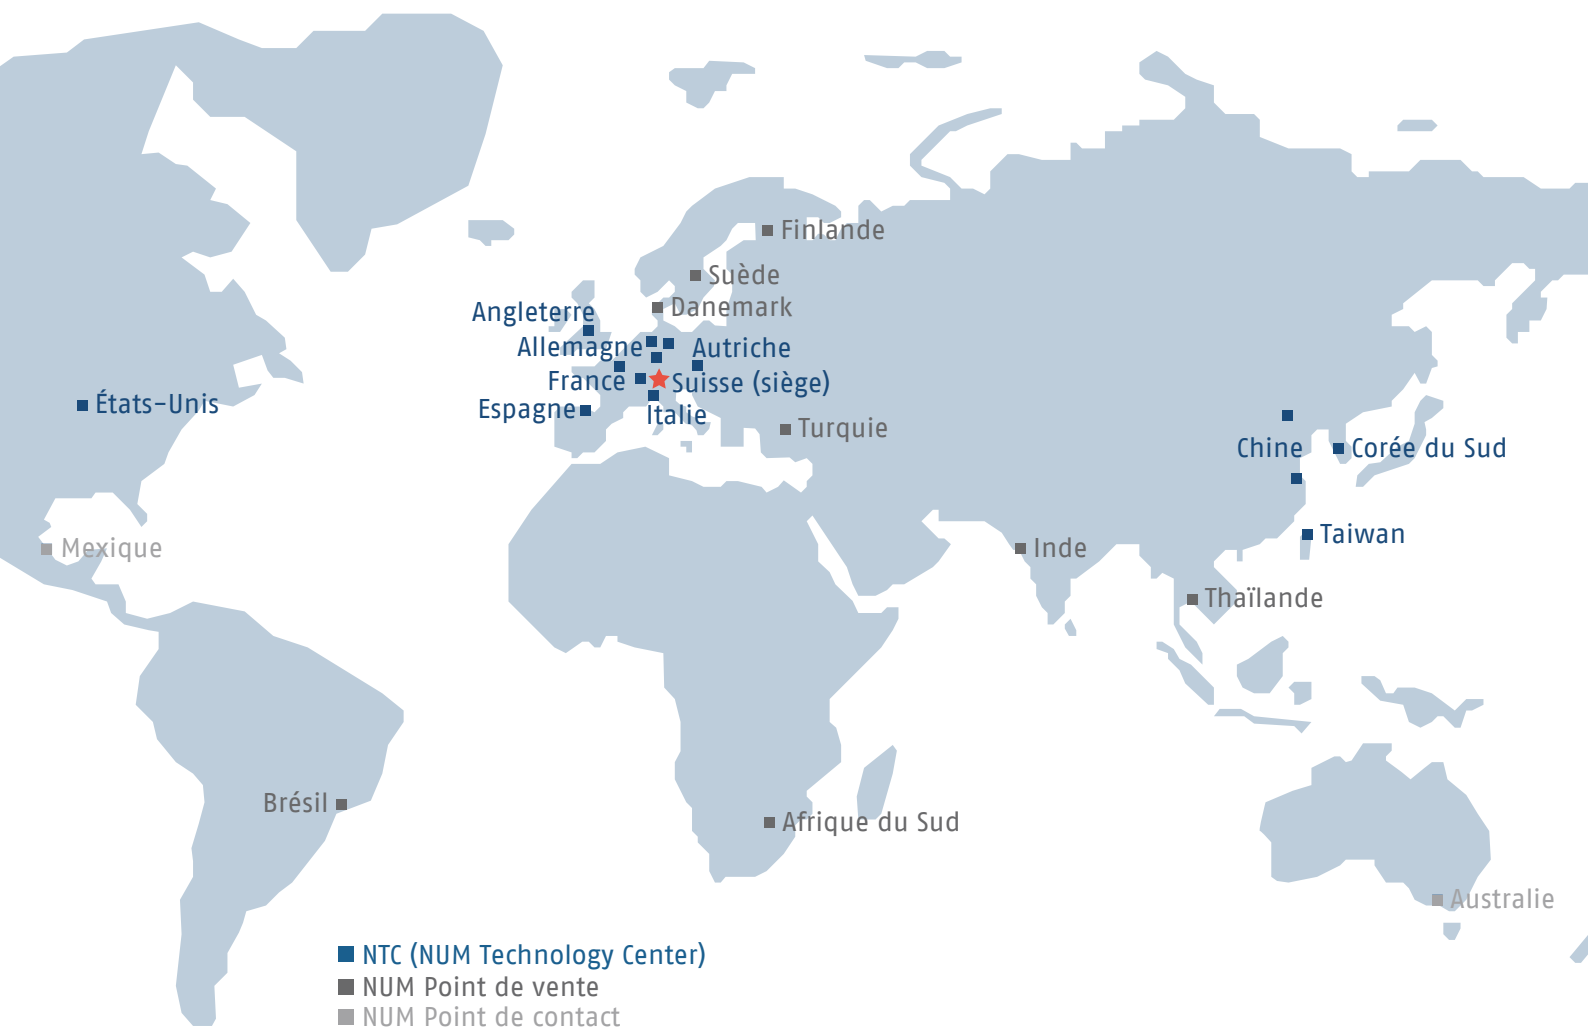 Finlande
Suède
Danemark
Angleterre
Allemagne
Autriche
France
Suisse (siège)
États-Unis
Espagne
Italie
Turquie
Chine
Corée du Sud
Taiwan
Mexique
Inde
Thaïlande
Brésil
Afrique du Sud
Australie
NTC (NUM Technology Center)
NUM Point de vente
NUM Point de contact